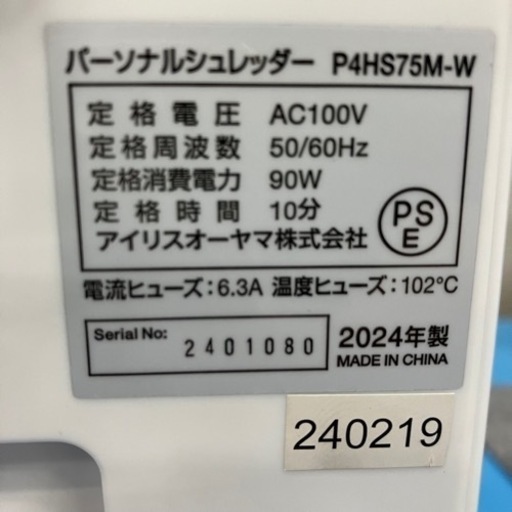 パーソナルシュレッダー P4HS75M-W
定格電圧 AC100V
定格周波数 50/60Hz
定格消費電力 90W
定格時間 10分
アイリスオーヤマ株式会社
PS
E
電流ヒューズ:6.3A 温度ヒューズ:102℃
Serial No: 2401080
2024年製
MADE IN CHINA
240219